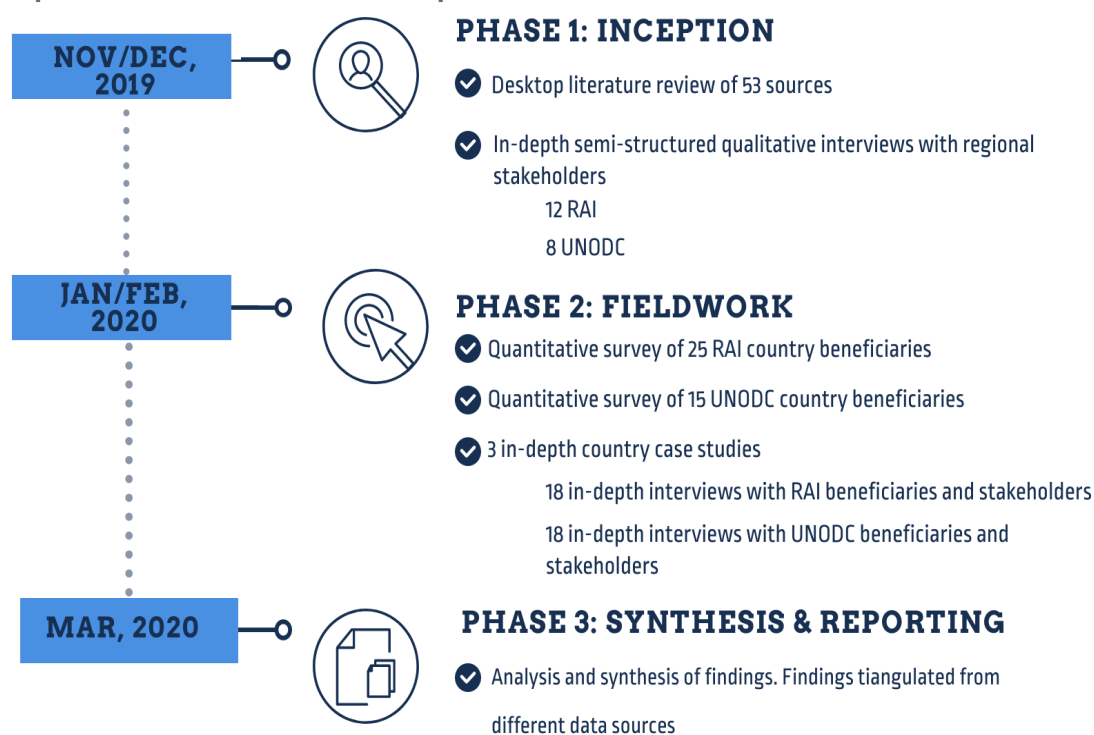 NOV/DEC,
2019
PHASE 1: INCEPTION
Desktop literature review of 53 sources
In-depth semi-structured qualitative interviews with regional
stakeholders
12 RAI
8 UNODC
JAN/FEB,
2020
PHASE 2: FIELDWORK
Quantitative survey of 25 RAI country beneficiaries
Quantitative survey of 15 UNODC country beneficiaries
3 in-depth country case studies
18 in-depth interviews with RAI beneficiaries and stakeholders
18 in-depth interviews with UNODC beneficiaries and
stakeholders
MAR, 2020
PHASE 3: SYNTHESIS & REPORTING
Analysis and synthesis of findings. Findings tiangulated from
different data sources